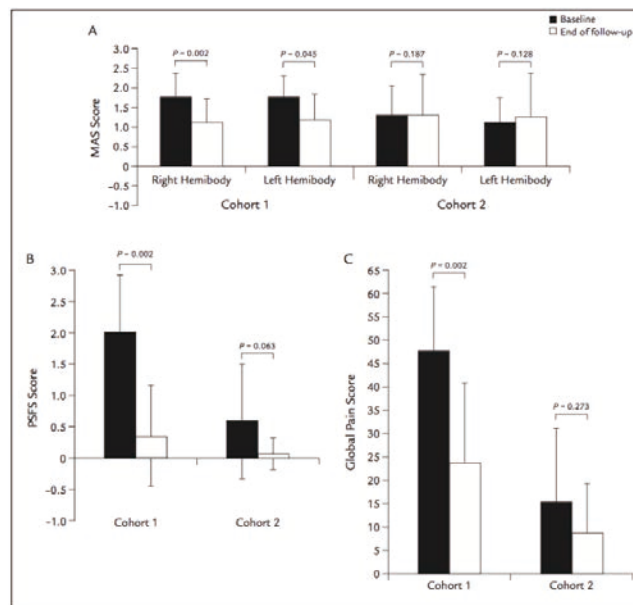 Baseline
End of follow-up
A
MAS Score
3.0
2.5
2.0
1.5
1.0
0.5
0
−0.5
−1.0
P − 0.002
P − 0.045
P − 0.187
P − 0.128
Right Hemibody
Left Hemibody
Right Hemibody
Left Hemibody
Cohort 1
Cohort 2
B
PSFS Score
3.0
2.5
2.0
1.5
1.0
0.5
0
−0.5
−1.0
P − 0.002
P − 0.063
Cohort 1
Cohort 2
C
Global Pain Score
65
60
55
50
45
40
35
30
25
20
15
10
5
0
P − 0.002
P − 0.273
Cohort 1
Cohort 2